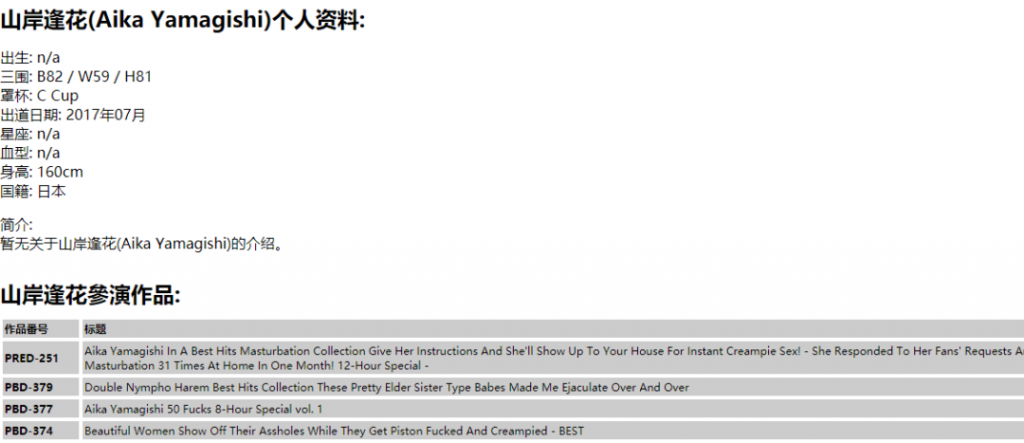 山岸逢花(Aika Yamagishi)个人资料:
出生: n/a
三围: B82 / W59 / H81
罩杯: C Cup
出道日期: 2017年07月
星座: n/a
血型: n/a
身高: 160cm
国籍: 日本
简介:
暂无关于山岸逢花(Aika Yamagishi)的介绍。
山岸逢花參演作品:
作品番号 标题
PRED-251 Aika Yamagishi In A Best Hits Masturbation Collection Give Her Instructions And She'll Show Up To Your House For Instant Creampie Sex! - She Responded To Her Fans' Requests
Masturbation 31 Times At Home In One Month! 12-Hour Special -
PBD-379 Double Nympho Harem Best Hits Collection These Pretty Elder Sister Type Babes Made Me Ejaculate Over And Over
PBD-377 Aika Yamagishi 50 Fucks 8-Hour Special vol. 1
PBD-374 Beautiful Women Show Off Their Assholes While They Get Piston Fucked And Creampied - BEST